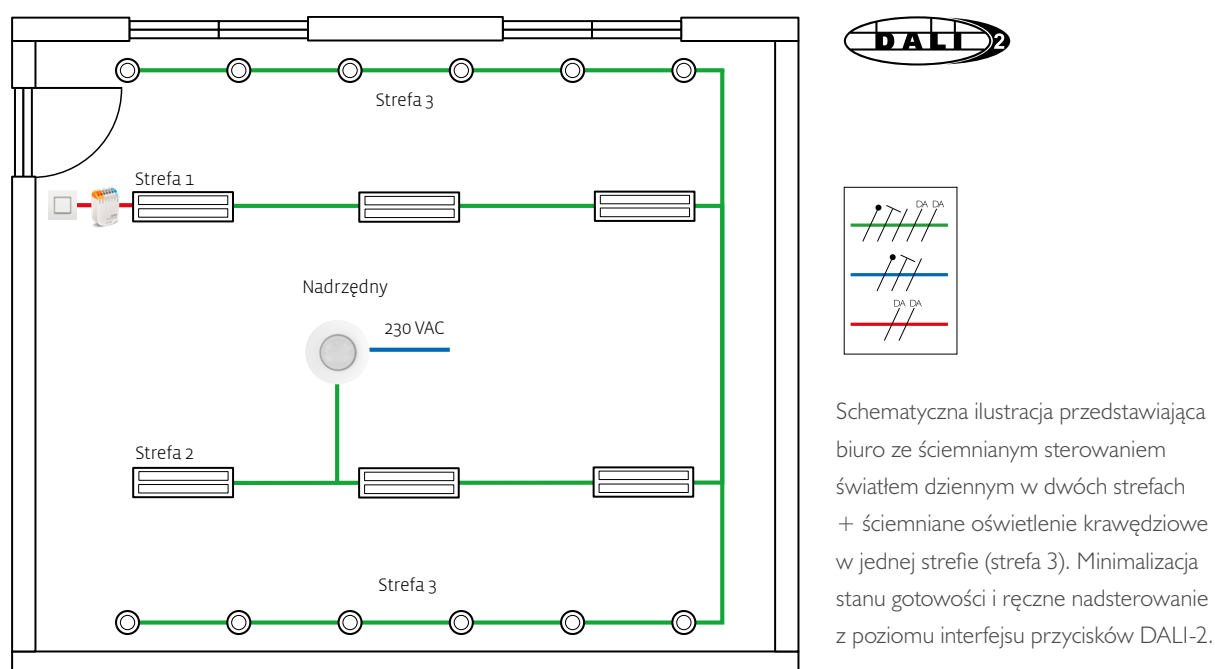 DALI 2
Strefa 3
Strefa 1
DA DA
Nadrzędny
230 VAC
DA DA
Strefa 2
Strefa 3
Schematyczna ilustracja przedstawiająca
biuro ze ściemnianym sterowaniem
światłem dziennym w dwóch strefach
+ ściemniane oświetlenie krawędziowe
w jednej strefie (strefa 3). Minimalizacja
stanu gotowości i ręczne nadsterowanie
z poziomu interfejsu przycisków DALI-2.